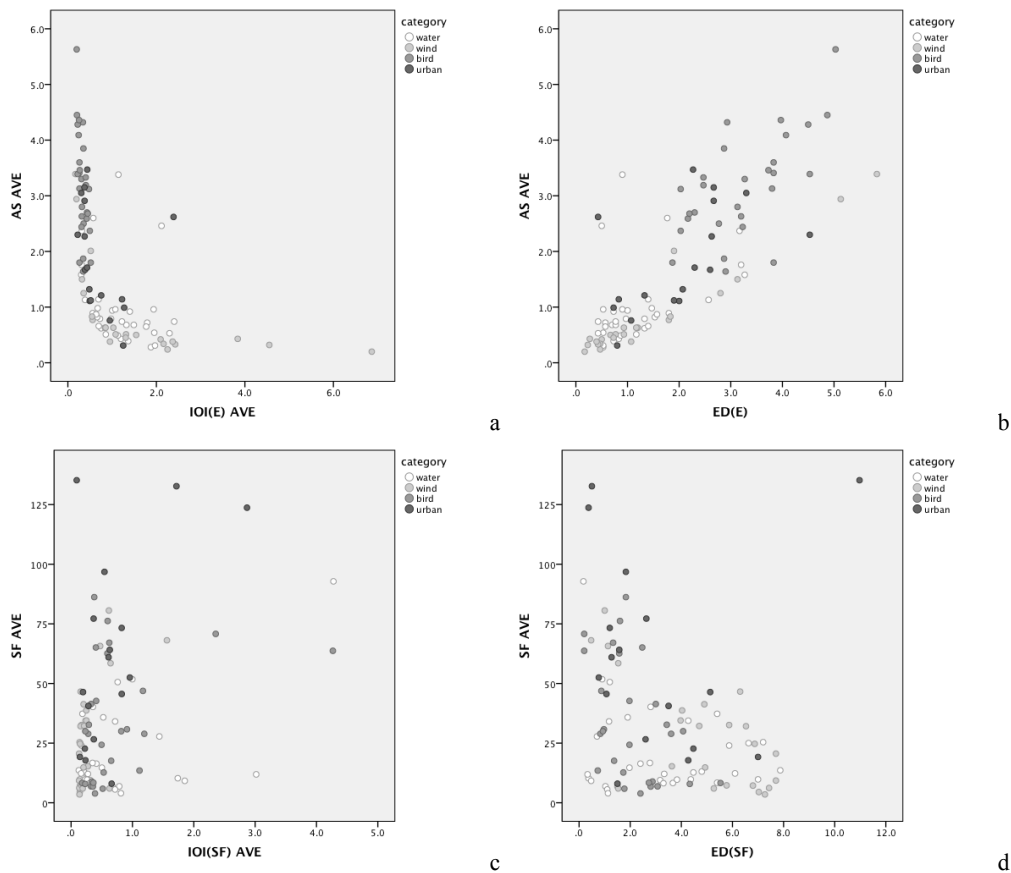 category
water
wind
bird
urban
6.0
5.0
4.0
3.0
2.0
1.0
.0
AS AVE
.0 2.0 4.0 6.0
IOI(E) AVE
a
category
water
wind
bird
urban
6.0
5.0
4.0
3.0
2.0
1.0
.0
AS AVE
.0 1.0 2.0 3.0 4.0 5.0 6.0
ED(E)
b
category
water
wind
bird
urban
125
100
75
50
25
0
SF AVE
.0 1.0 2.0 3.0 4.0 5.0
IOI(SF) AVE
c
category
water
wind
bird
urban
125
100
75
50
25
0
SF AVE
.0 2.0 4.0 6.0 8.0 10.0 12.0
ED(SF)
d